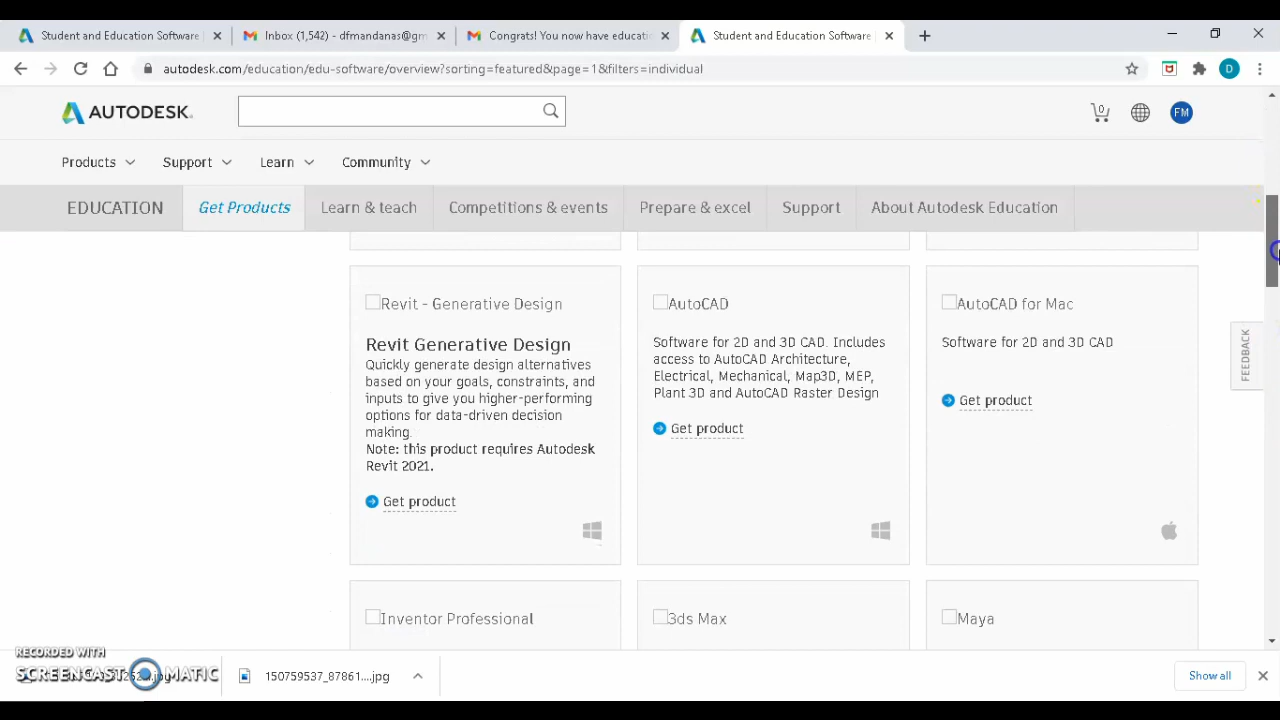 Student and Education Software
Inbox (1,542) - dfmandanas@gm
Congrats! You now have educati
Student and Education Software
autodesk.com/education/edu-software/overview?sorting=featured&page=1&filters=individual
D
AUTODESK.
0
FM
Products
Support
Learn
Community
EDUCATION
Get Products
Learn & teach
Competitions & events
Prepare & excel
Support
About Autodesk Education
Revit - Generative Design
Revit Generative Design
Quickly generate design alternatives
based on your goals, constraints, and
inputs to give you higher-performing
options for data-driven decision
making.
Note: this product requires Autodesk
Revit 2021.
Get product
AutoCAD
Software for 2D and 3D CAD. Includes
access to AutoCAD Architecture,
Electrical, Mechanical, Map3D, MEP,
Plant 3D and AutoCAD Raster Design
Get product
AutoCAD for Mac
Software for 2D and 3D CAD
Get product
FEEDBACK
Inventor Professional
3ds Max
Maya
RECORDED WITH
SCREENCAST MATIC
150759537_87861....jpg
Show all